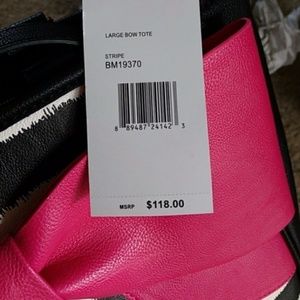 LARGE BOW TOTE
STRIPE
BM19370
8 89487 24142 3
MSRP $118.00